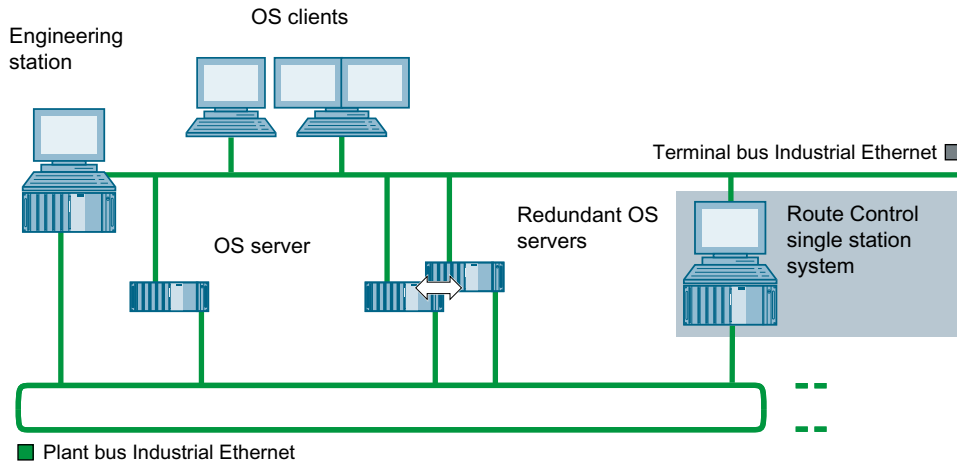 OS clients
Engineering
station
Terminal bus Industrial Ethernet
Redundant OS
servers
Route Control
single station
system
OS server
Plant bus Industrial Ethernet